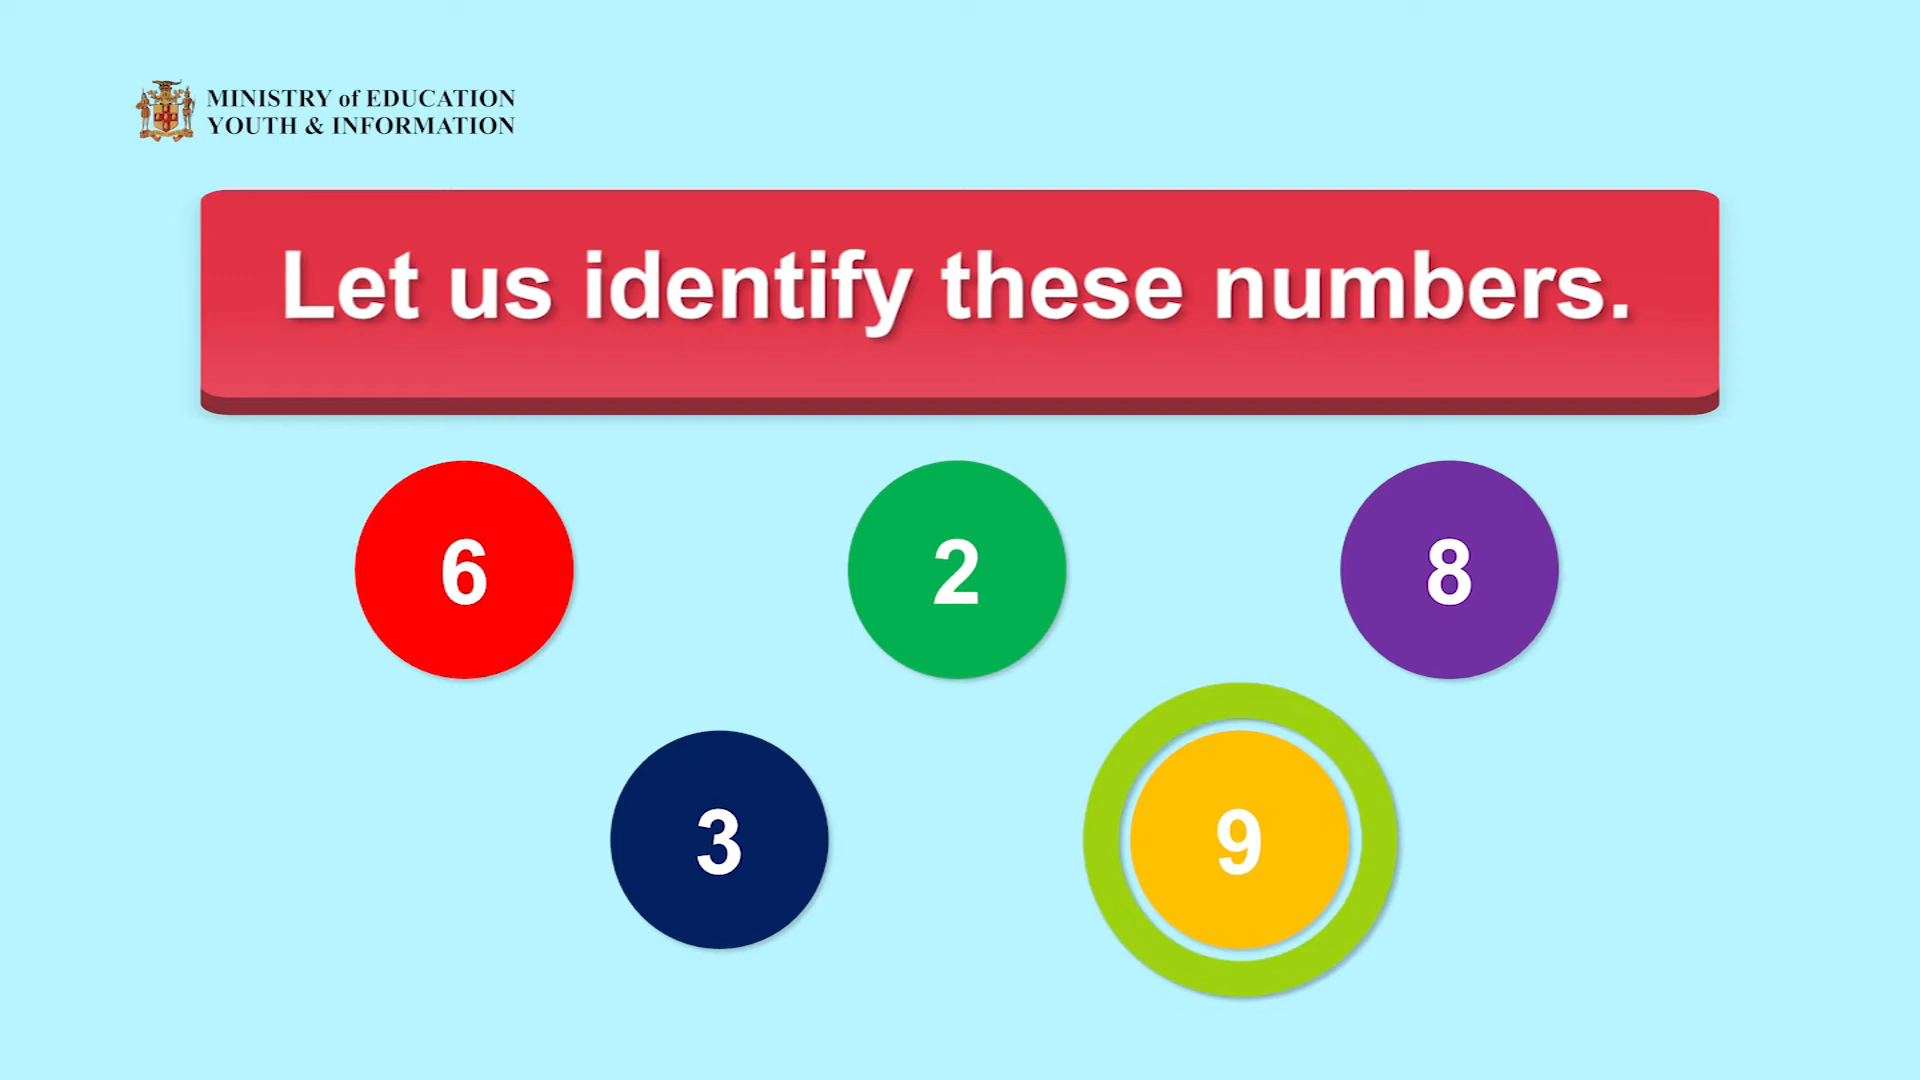 MINISTRY of EDUCATION
YOUTH & INFORMATION
Let us identify these numbers.
6 2 8
3 9